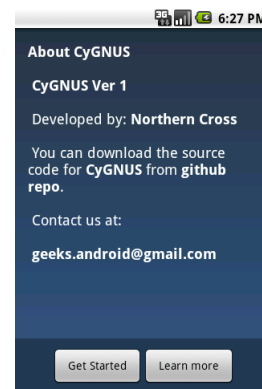 3G 6:27 PM
About CyGNUS
CyGNUS Ver 1
Developed by: Northern Cross
You can download the source
code for CyGNUS from github
repo.
Contact us at:
geeks.android@gmail.com
Get Started Learn more